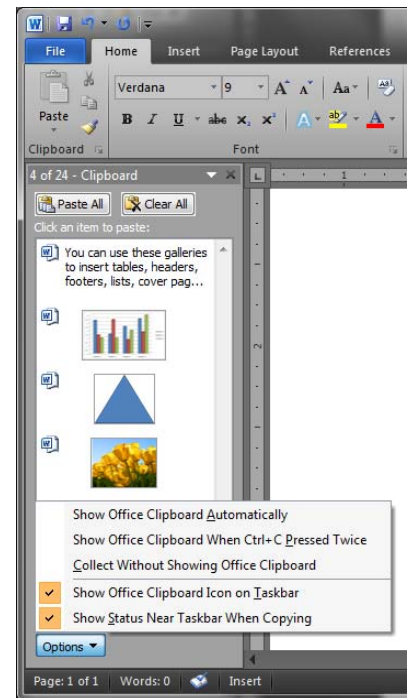 W
File Home Insert Page Layout References
Paste
Verdana 9 A A Aa
B I U abc x₂ x² A ab A
Clipboard Font
4 of 24 - Clipboard
Paste All Clear All
Click an item to paste:
You can use these galleries
to insert tables, headers,
footers, lists, cover pag...
L 1
2
Show Office Clipboard Automatically
Show Office Clipboard When Ctrl+C Pressed Twice
Collect Without Showing Office Clipboard
Show Office Clipboard Icon on Taskbar
Show Status Near Taskbar When Copying
Options
Page: 1 of 1 Words: 0 Insert